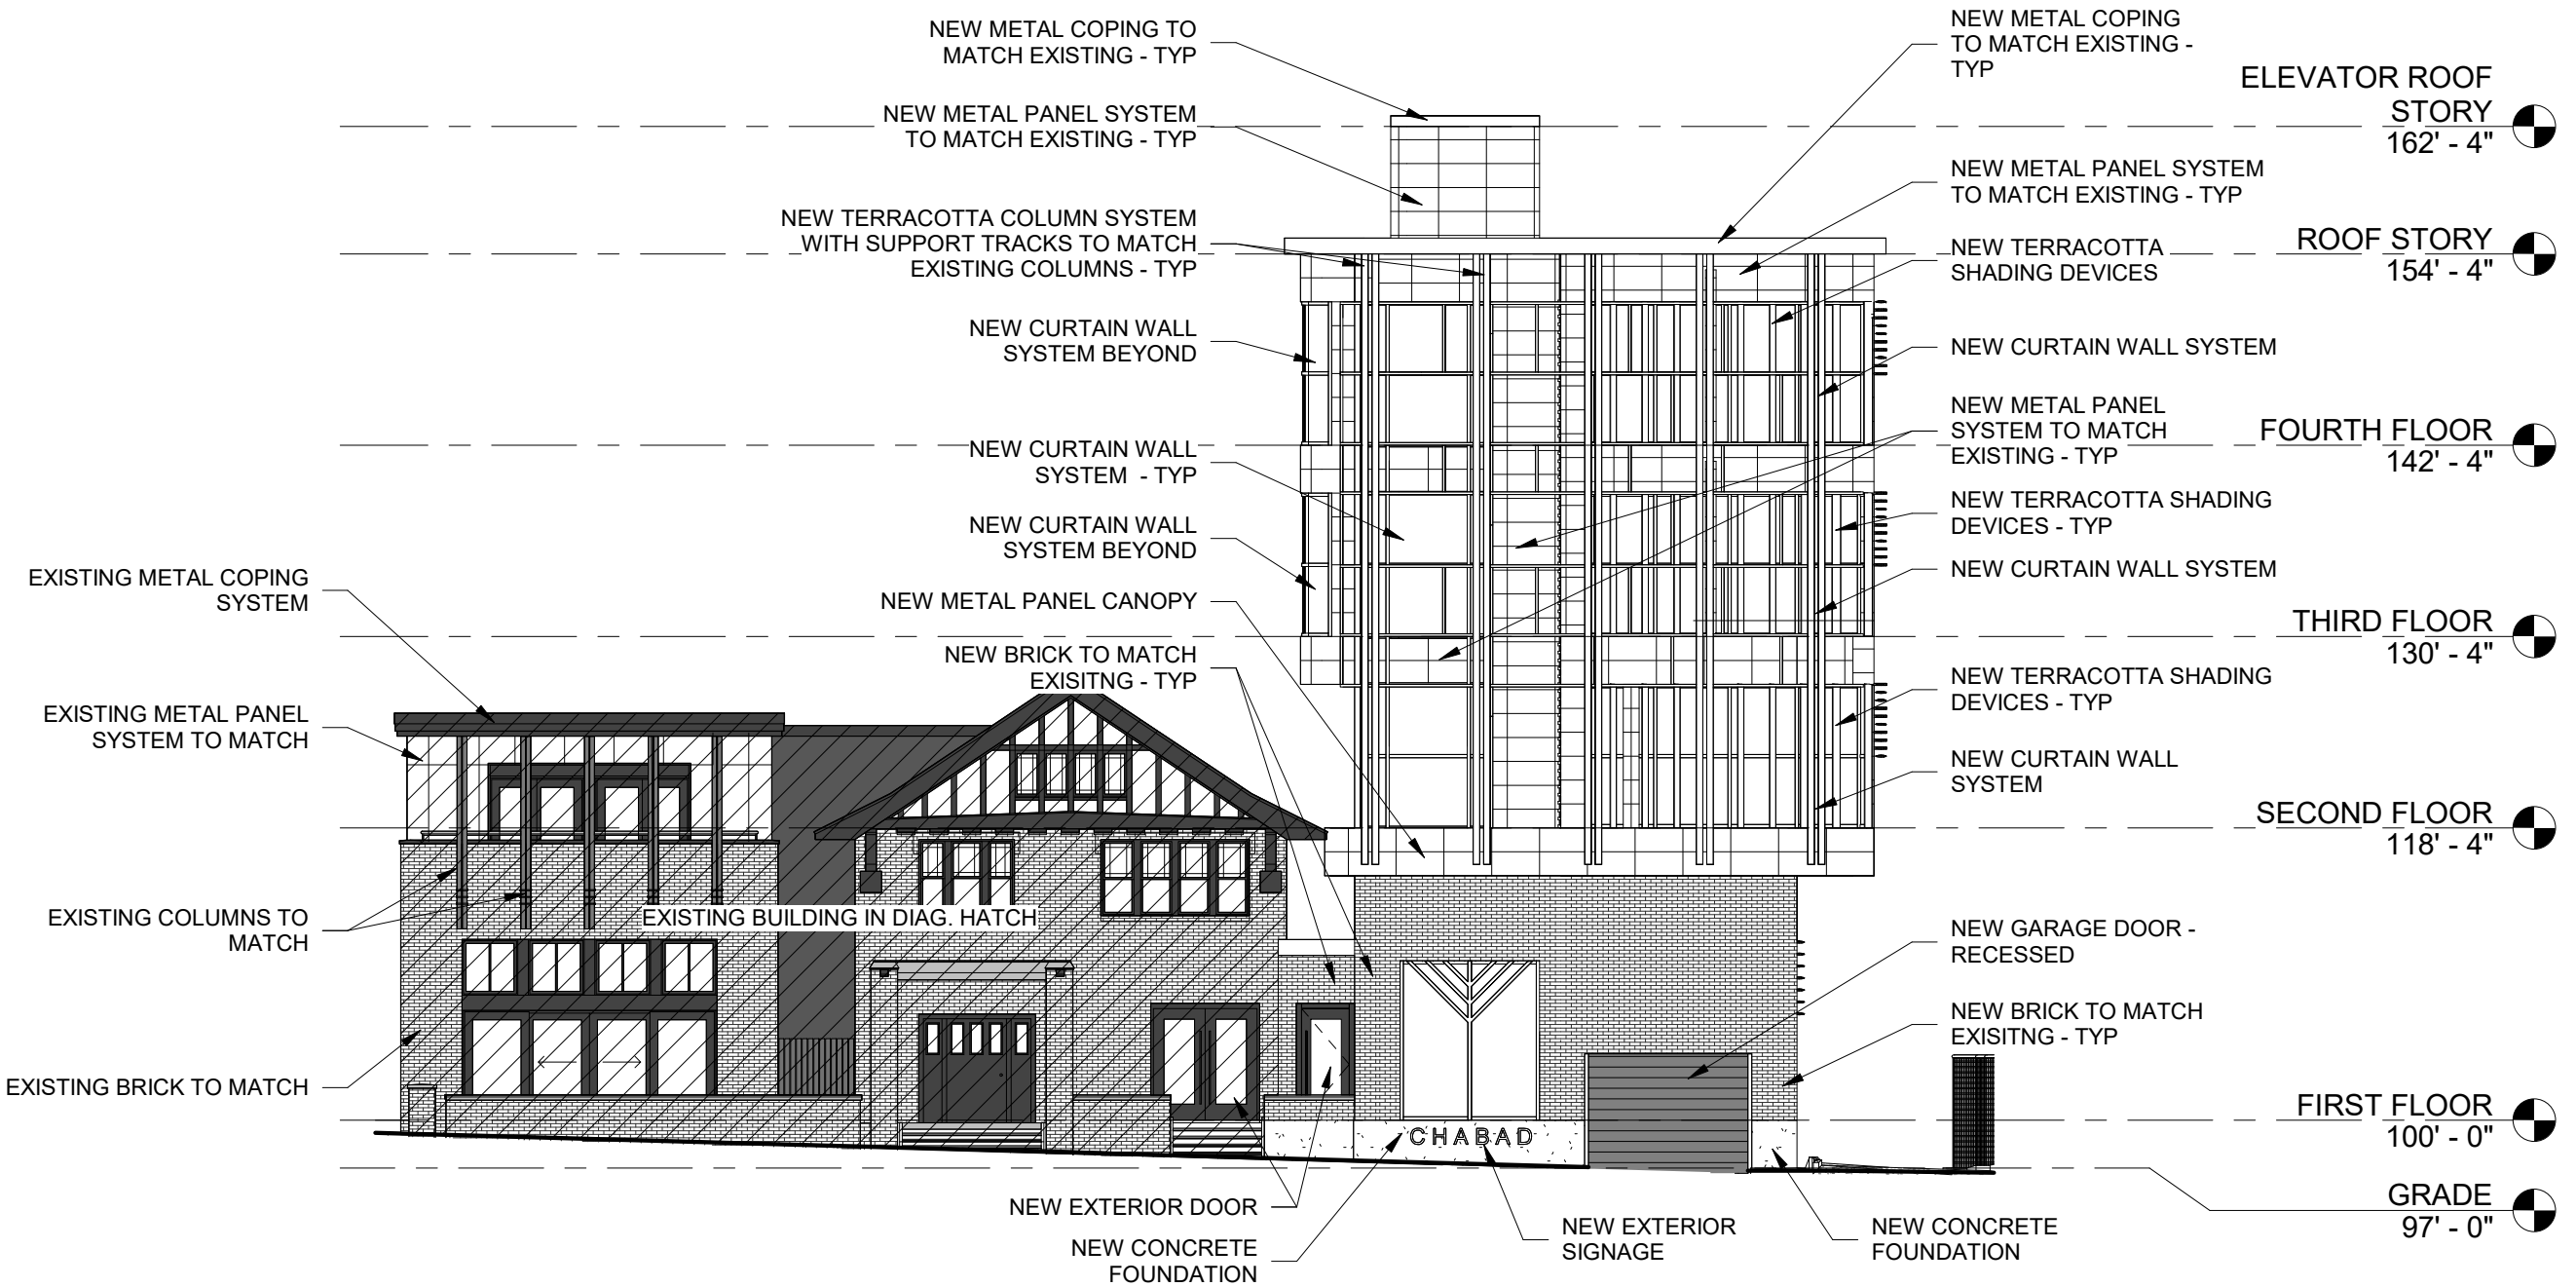 NEW METAL COPING TO
MATCH EXISTING - TYP
NEW METAL PANEL SYSTEM
TO MATCH EXISTING - TYP
NEW TERRACOTTA COLUMN SYSTEM
WITH SUPPORT TRACKS TO MATCH
EXISTING COLUMNS - TYP
NEW CURTAIN WALL
SYSTEM BEYOND
NEW CURTAIN WALL
SYSTEM - TYP
NEW CURTAIN WALL
SYSTEM BEYOND
NEW METAL PANEL CANOPY
NEW BRICK TO MATCH
EXISITNG - TYP
EXISTING METAL COPING
SYSTEM
EXISTING METAL PANEL
SYSTEM TO MATCH
EXISTING COLUMNS TO
MATCH
EXISTING BRICK TO MATCH
EXISTING BUILDING IN DIAG. HATCH
CHABAD
NEW EXTERIOR DOOR
NEW CONCRETE
FOUNDATION
NEW EXTERIOR
SIGNAGE
NEW CONCRETE
FOUNDATION
NEW METAL COPING
TO MATCH EXISTING -
TYP
NEW METAL PANEL SYSTEM
TO MATCH EXISTING - TYP
NEW TERRACOTTA
SHADING DEVICES
NEW CURTAIN WALL SYSTEM
NEW METAL PANEL
SYSTEM TO MATCH
EXISTING - TYP
NEW TERRACOTTA SHADING
DEVICES - TYP
NEW CURTAIN WALL SYSTEM
NEW TERRACOTTA SHADING
DEVICES - TYP
NEW CURTAIN WALL
SYSTEM
NEW GARAGE DOOR -
RECESSED
NEW BRICK TO MATCH
EXISITNG - TYP
ELEVATOR ROOF
STORY
162' - 4"
ROOF STORY
154' - 4"
FOURTH FLOOR
142' - 4"
THIRD FLOOR
130' - 4"
SECOND FLOOR
118' - 4"
FIRST FLOOR
100' - 0"
GRADE
97' - 0"